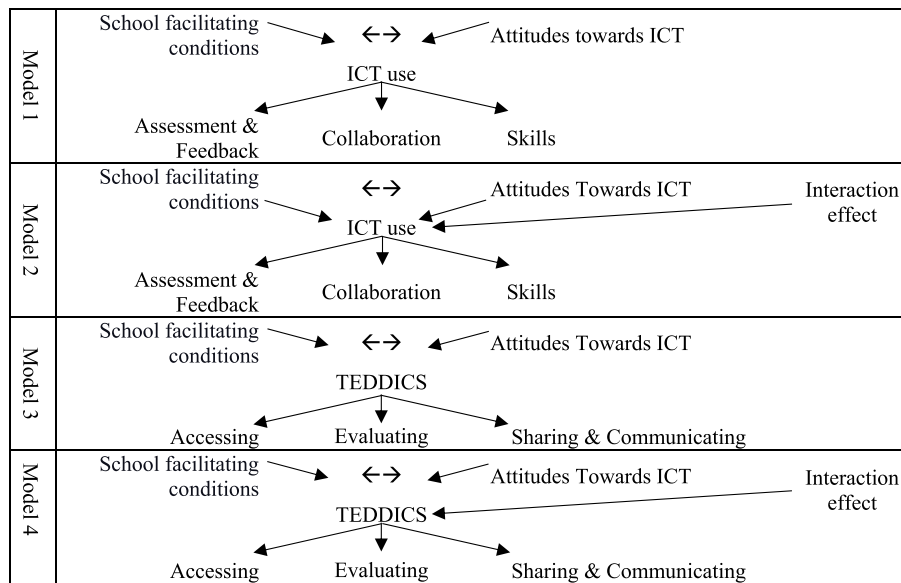 Model 1
School facilitating
conditions
←→
Attitudes towards ICT
ICT use
Assessment &
Feedback
Collaboration
Skills
Model 2
School facilitating
conditions
←→
Attitudes Towards ICT
Interaction
effect
ICT use
Assessment &
Feedback
Collaboration
Skills
Model 3
School facilitating
conditions
←→
Attitudes Towards ICT
TEDDICS
Accessing
Evaluating
Sharing & Communicating
Model 4
School facilitating
conditions
←→
Attitudes Towards ICT
Interaction
effect
TEDDICS
Accessing
Evaluating
Sharing & Communicating